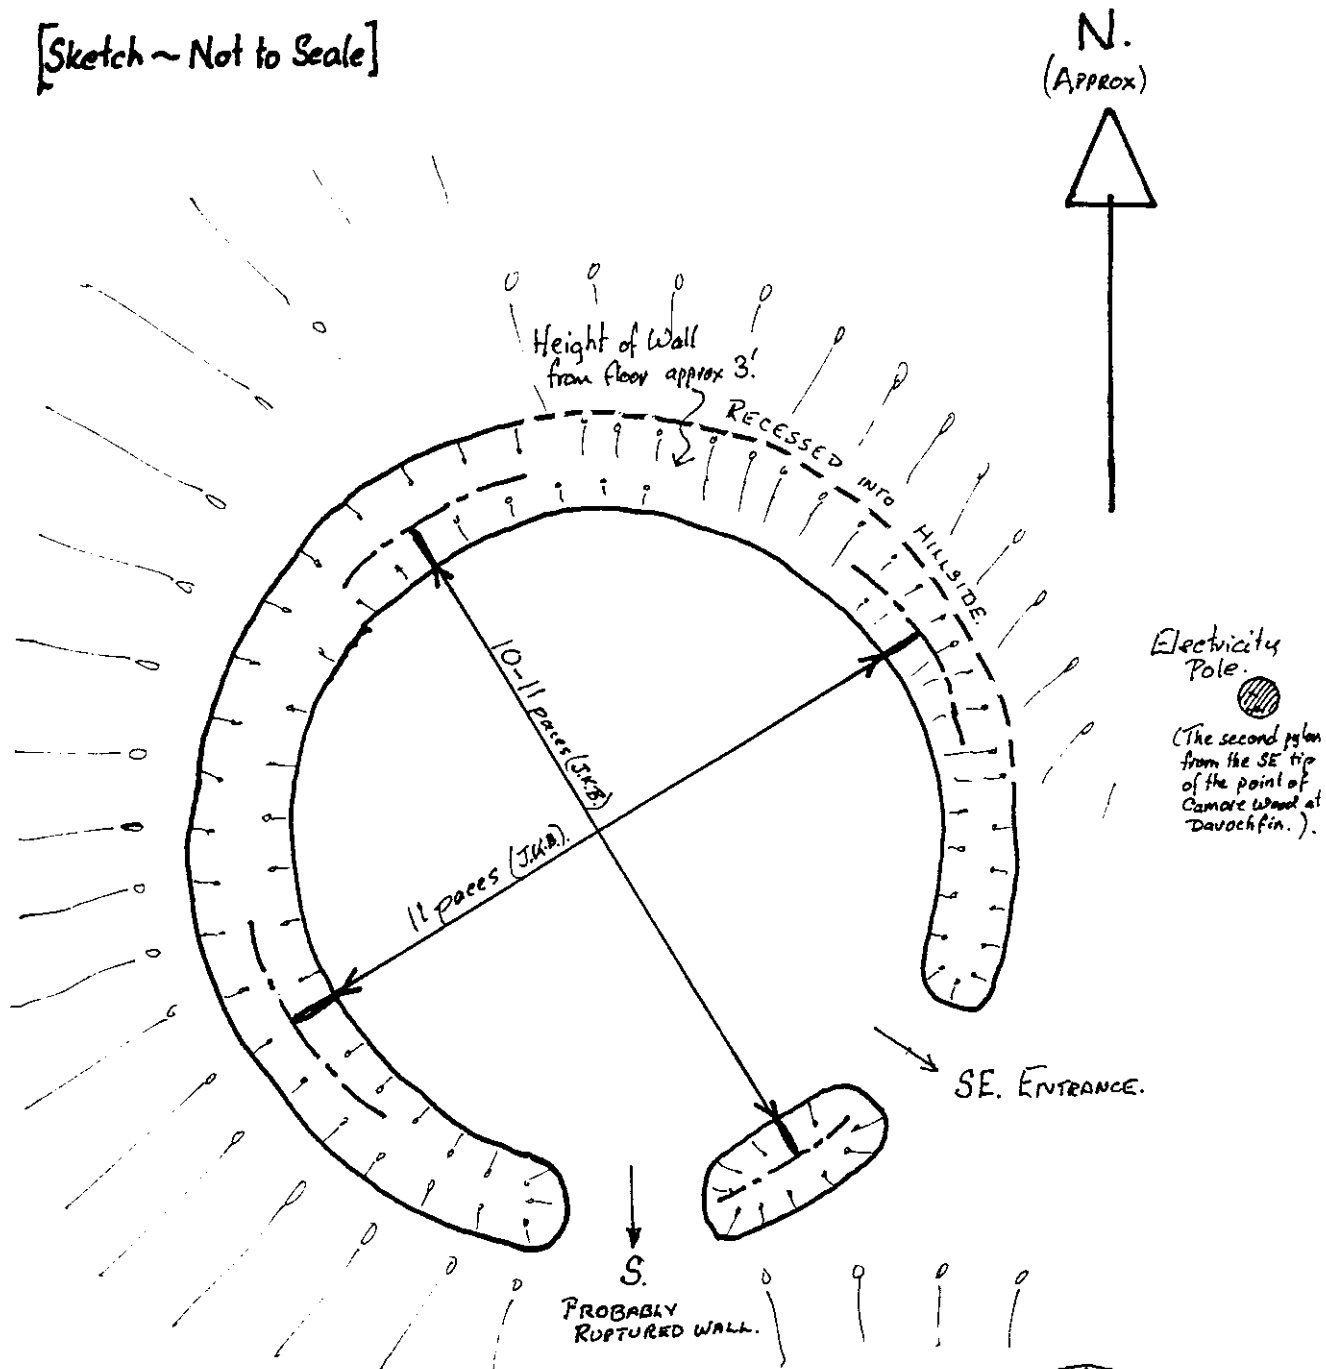 [Sketch ~ Not to Scale]
N.
(APPROX)
Height of Wall
from floor approx 3'.
RECESSED INTO HILLSIDE.
10-11 paces (J.K.B.)
11 paces (J.K.B.).
Electricity
Pole.
(The second pylon
from the SE tip
of the point of
Camore Wood at
Davochfin.).
SE. ENTRANCE.
S.
PROBABLY
RUPTURED WALL.